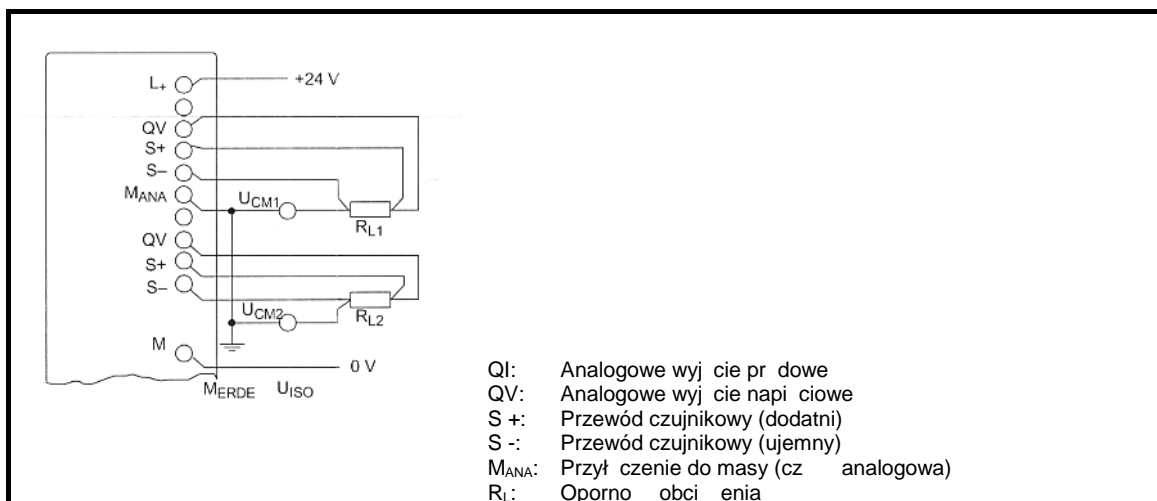 L+ +24 V
QV
S+
S–
MANA UCM1
RL1
QV
S+
S–
UCM2
RL2
M
0 V
MERDE UISO
QI: Analogowe wyj cie pr dowe
QV: Analogowe wyj cie napi ciowe
S +: Przewód czujnikowy (dodatni)
S -: Przewód czujnikowy (ujemny)
MANA: Przył czenie do masy (cz analogowa)
RL: Oporno obci enia